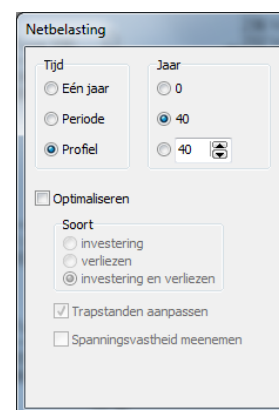 Netbelasting
Tijd Jaar
Eén jaar 0
Periode 40
Profiel 40
Optimaliseren
Soort
investering
verliezen
investering en verliezen
Trapstanden aanpassen
Spanningsvastheid meenemen